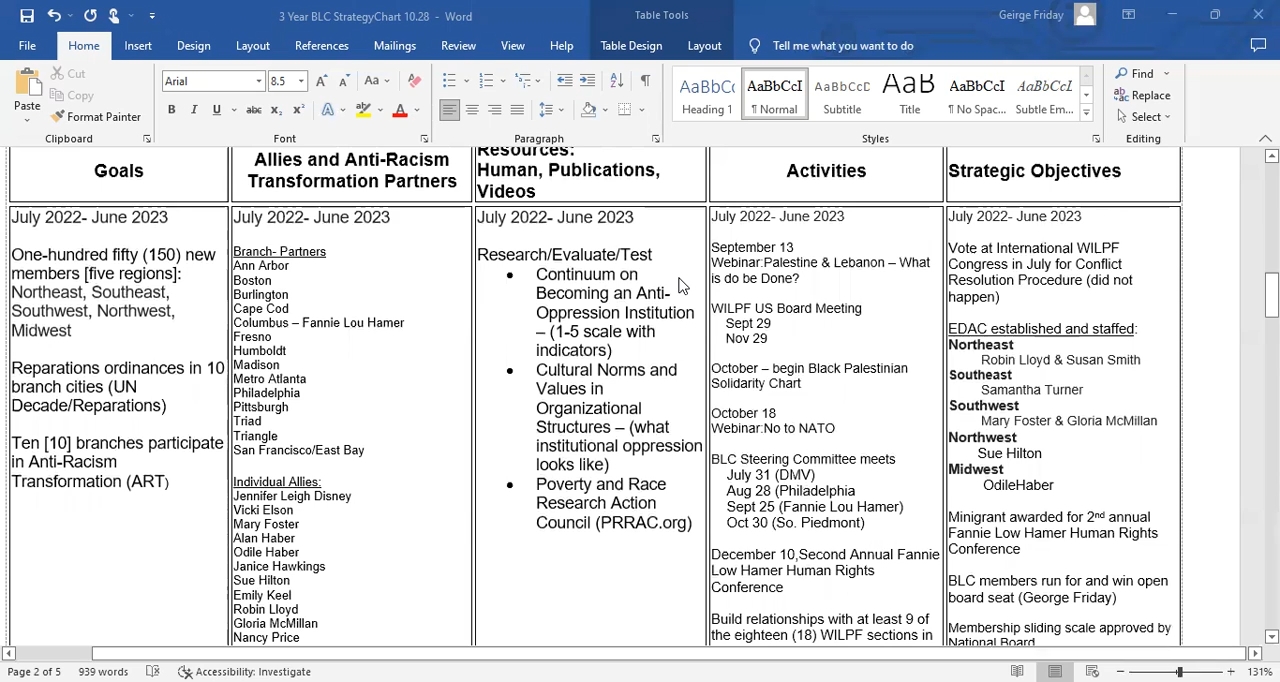 3 Year BLC StrategyChart 10.28 - Word
Table Tools
Geirge Friday
File
Home
Insert
Design
Layout
References
Mailings
Review
View
Help
Table Design
Layout
Tell me what you want to do
Paste
Cut
Copy
Format Painter
Clipboard
Arial
8.5
Font
Paragraph
AaBbC
Heading 1
AaBbCcI
¶ Normal
AaBbCcI
Subtitle
AaB
Title
AaBbCcI
¶ No Spac...
AaBbCcI
Subtle Em...
Styles
Find
Replace
Select
Editing
Goals
Allies and Anti-Racism
Transformation Partners
Resources:
Human, Publications,
Videos
Activities
Strategic Objectives
July 2022- June 2023
One-hundred fifty (150) new
members [five regions]:
Northeast, Southeast,
Southwest, Northwest,
Midwest
Reparations ordinances in 10
branch cities (UN
Decade/Reparations)
Ten [10] branches participate
in Anti-Racism
Transformation (ART)
July 2022- June 2023
Branch- Partners
Ann Arbor
Boston
Burlington
Cape Cod
Columbus – Fannie Lou Hamer
Fresno
Humboldt
Madison
Metro Atlanta
Philadelphia
Pittsburgh
Triad
Triangle
San Francisco/East Bay
Individual Allies:
Jennifer Leigh Disney
Vicki Elson
Mary Foster
Alan Haber
Odile Haber
Janice Hawkings
Sue Hilton
Emily Keel
Robin Lloyd
Gloria McMillan
Nancy Price
July 2022- June 2023
Research/Evaluate/Test
• Continuum on
Becoming an Anti-
Oppression Institution
– (1-5 scale with
indicators)
• Cultural Norms and
Values in
Organizational
Structures – (what
institutional oppression
looks like)
• Poverty and Race
Research Action
Council (PRRAC.org)
July 2022- June 2023
September 13
Webinar:Palestine & Lebanon – What
is do be Done?
WILPF US Board Meeting
Sept 29
Nov 29
October – begin Black Palestinian
Solidarity Chart
October 18
Webinar:No to NATO
BLC Steering Committee meets
July 31 (DMV)
Aug 28 (Philadelphia
Sept 25 (Fannie Lou Hamer)
Oct 30 (So. Piedmont)
December 10,Second Annual Fannie
Low Hamer Human Rights
Conference
Build relationships with at least 9 of
the eighteen (18) WILPF sections in
July 2022- June 2023
Vote at International WILPF
Congress in July for Conflict
Resolution Procedure (did not
happen)
EDAC established and staffed:
Northeast
Robin Lloyd & Susan Smith
Southeast
Samantha Turner
Southwest
Mary Foster & Gloria McMillan
Northwest
Sue Hilton
Midwest
OdileHaber
Minigrant awarded for 2nd annual
Fannie Low Hamer Human Rights
Conference
BLC members run for and win open
board seat (George Friday)
Membership sliding scale approved by
National Board
Page 2 of 5
939 words
Accessibility: Investigate
131%